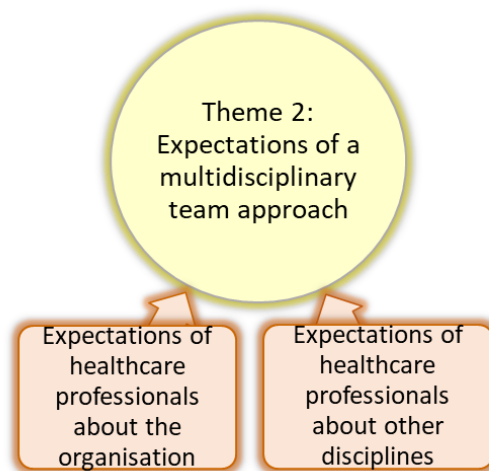 Theme 2:
Expectations of a
multidisciplinary
team approach
Expectations of
healthcare
professionals
about the
organisation
Expectations of
healthcare
professionals
about other
disciplines